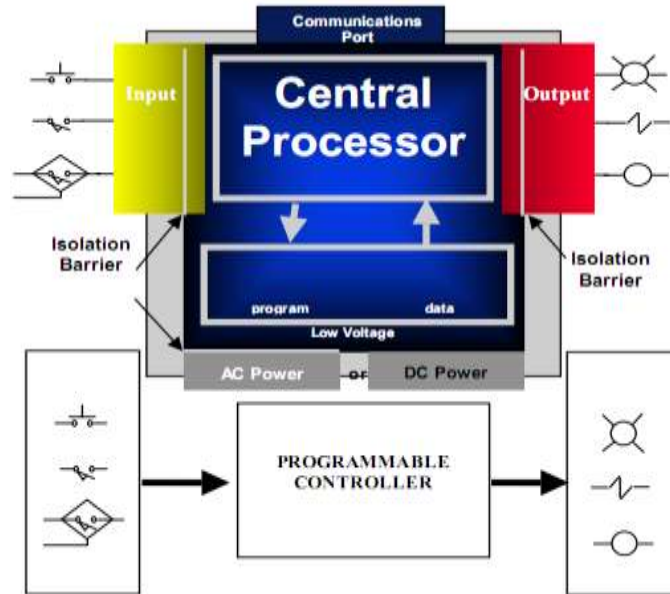 Communications
Port
Input
Central
Processor
Output
Isolation
Barrier
Isolation
Barrier
program data
Low Voltage
AC Power or DC Power
PROGRAMMABLE
CONTROLLER